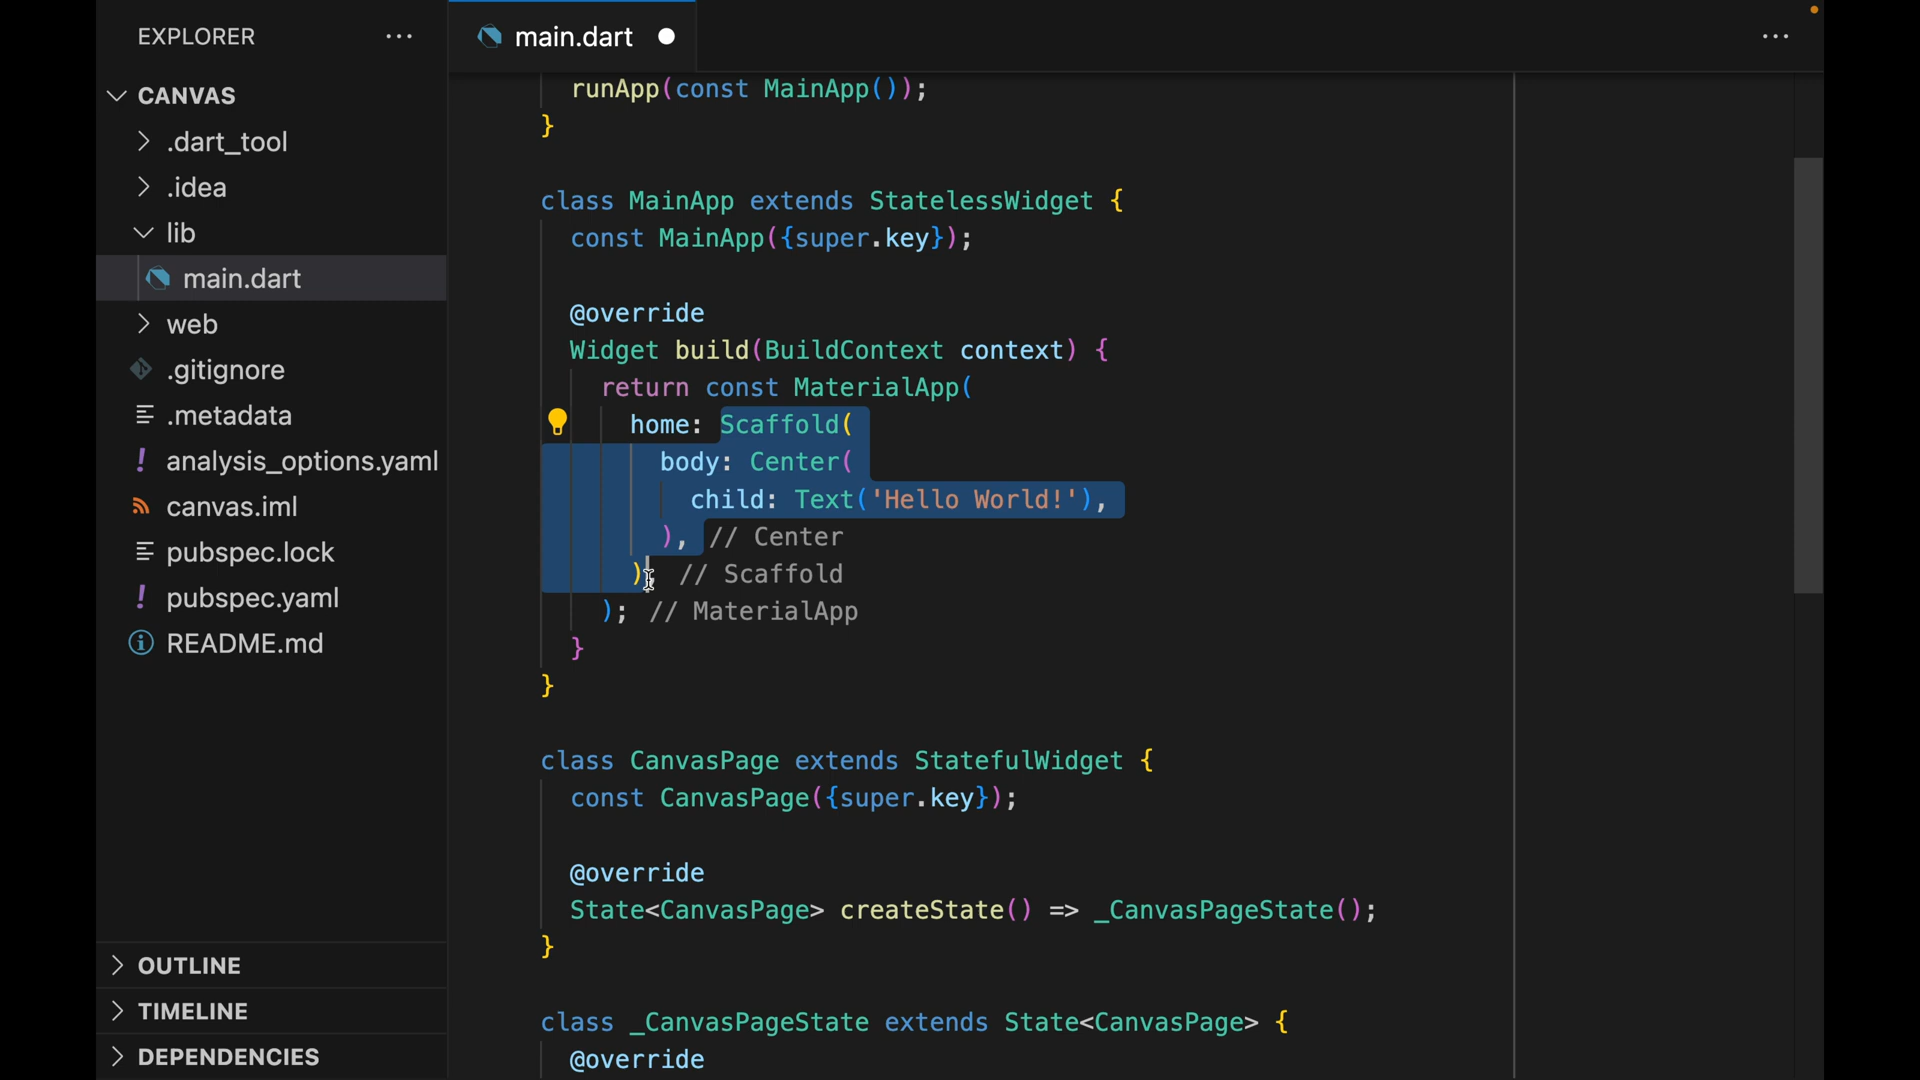 EXPLORER
CANVAS
.dart_tool
.idea
lib
main.dart
web
.gitignore
.metadata
analysis_options.yaml
canvas.iml
pubspec.lock
pubspec.yaml
README.md
OUTLINE
TIMELINE
DEPENDENCIES
main.dart
runApp(const MainApp());
}
class MainApp extends StatelessWidget {
const MainApp({super.key});
@override
Widget build(BuildContext context) {
return const MaterialApp(
home: Scaffold(
body: Center(
child: Text('Hello World!'),
), // Center
), // Scaffold
); // MaterialApp
}
}
class CanvasPage extends StatefulWidget {
const CanvasPage({super.key});
@override
State<CanvasPage> createState() => _CanvasPageState();
}
class _CanvasPageState extends State<CanvasPage> {
@override